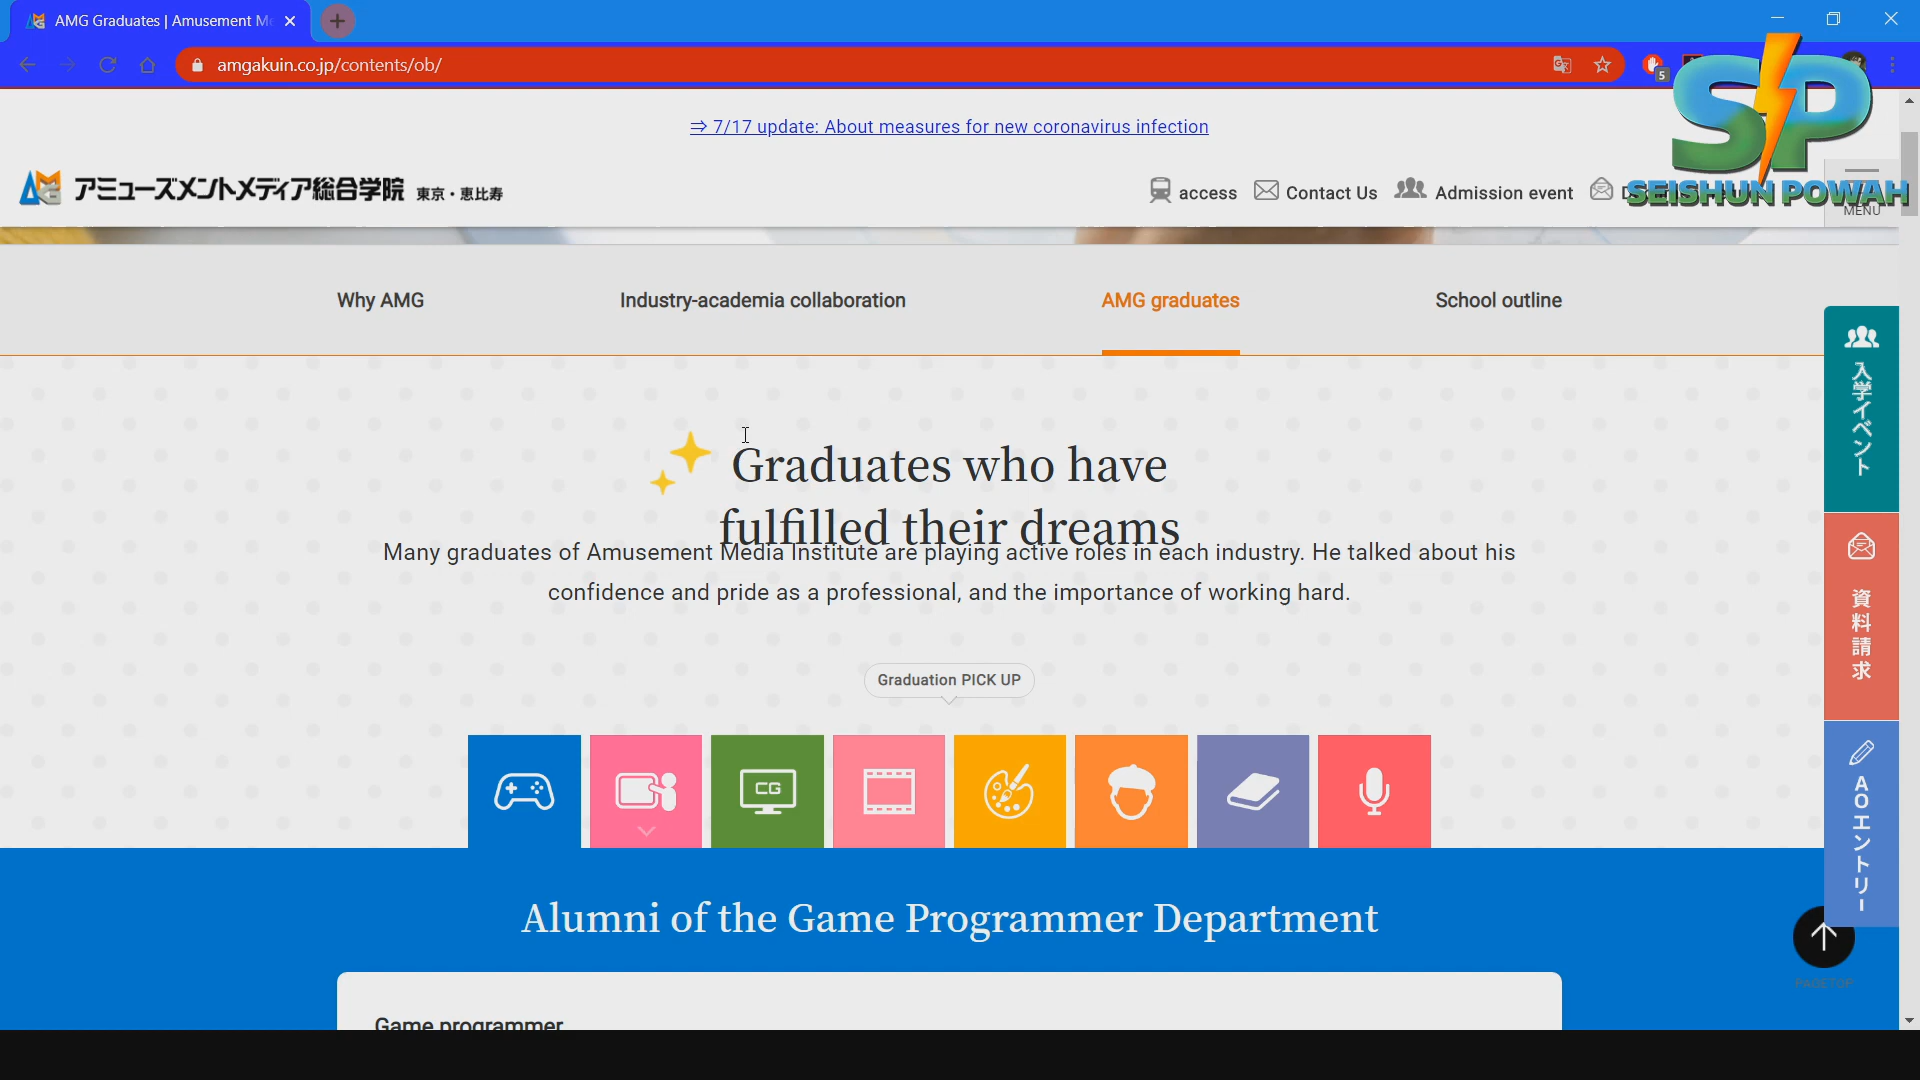 AMG Graduates | Amusement Me
amgakuin.co.jp/contents/ob/
5
SP
SEISHUN POWAH
⇒ 7/17 update: About measures for new coronavirus infection
AMG アミューズメントメディア総合学院 東京・恵比寿
access
Contact Us
Admission event
MENU
Why AMG
Industry-academia collaboration
AMG graduates
School outline
Graduates who have
fulfilled their dreams
Many graduates of Amusement Media Institute are playing active roles in each industry. He talked about his
confidence and pride as a professional, and the importance of working hard.
Graduation PICK UP
CG
Alumni of the Game Programmer Department
Game programmer
入学イベント
資料請求
AOエントリー
PAGETOP